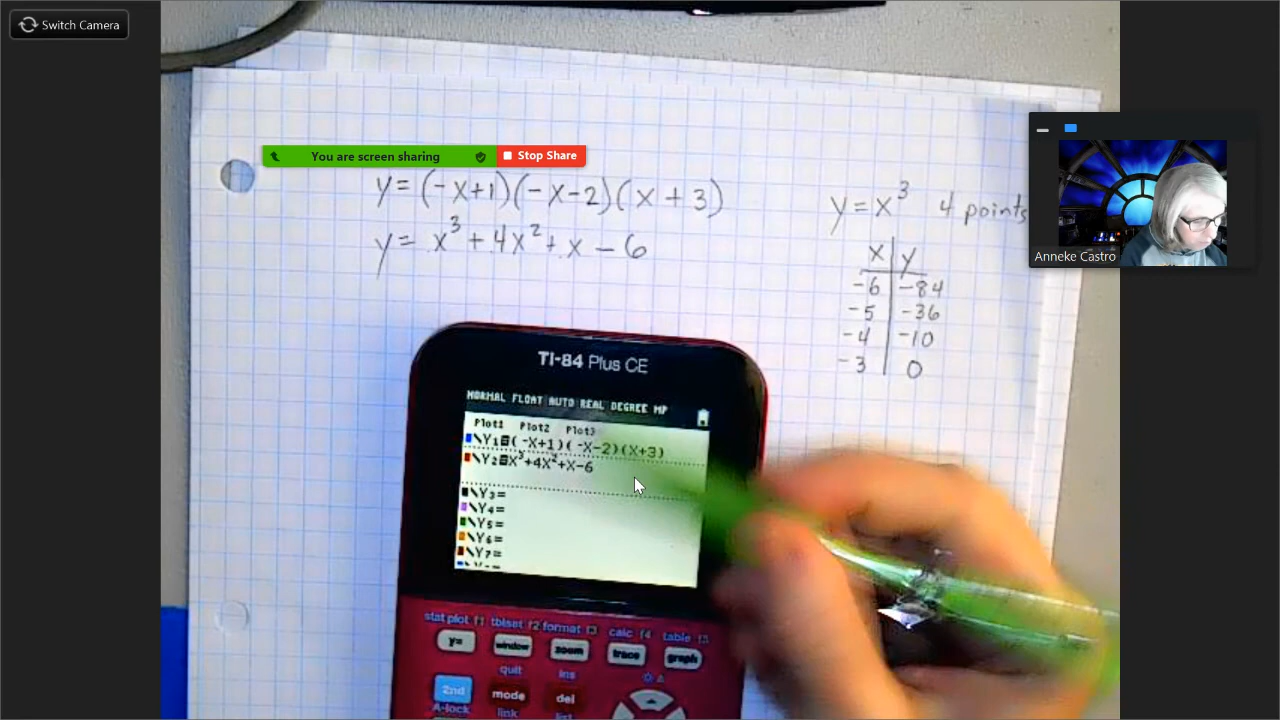 Switch Camera
You are screen sharing
Stop Share
y = (-x+1)(-x-2)(x+3)
y = x³ + 4x² + x - 6
y = x³ 4 points
x y
-6 -84
-5 -36
-4 -10
-3 0
Anneke Castro
TI-84 Plus CE
NORMAL FLOAT AUTO REAL DEGREE MP
Plot1 Plot2 Plot3
\Y1=(-X+1)(-X-2)(X+3)
\Y2=X³+4X²+X-6
\Y3=
\Y4=
\Y5=
\Y6=
\Y7=
stat plot f1 tblset f2 format f3 calc f4 table f5
y= window zoom trace graph
quit ins
2nd mode del
A-lock link list